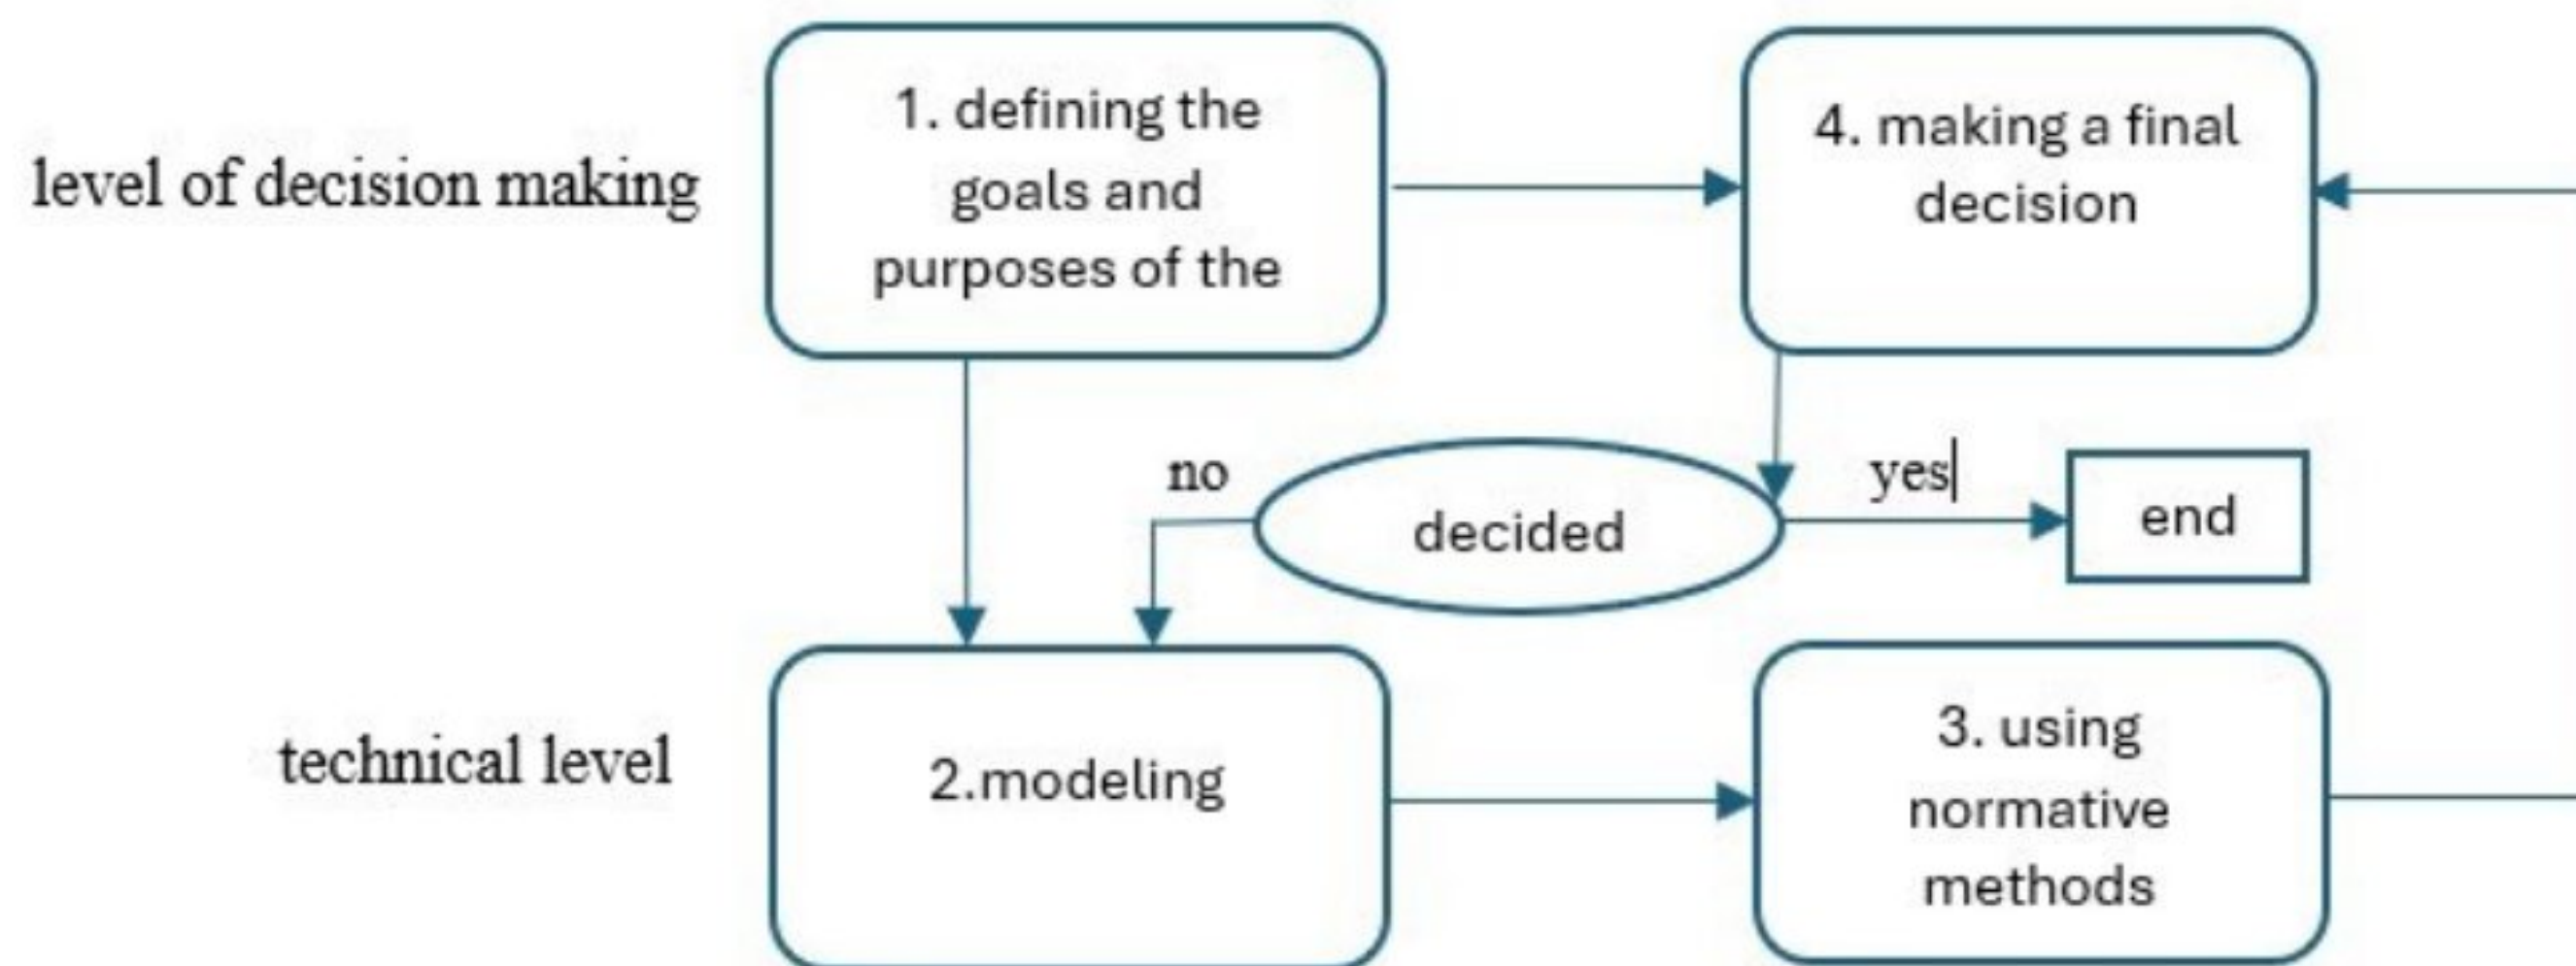 level of decision making
1. defining the
goals and
purposes of the
4. making a final
decision
no
decided
yes
end
technical level
2.modeling
3. using
normative
methods